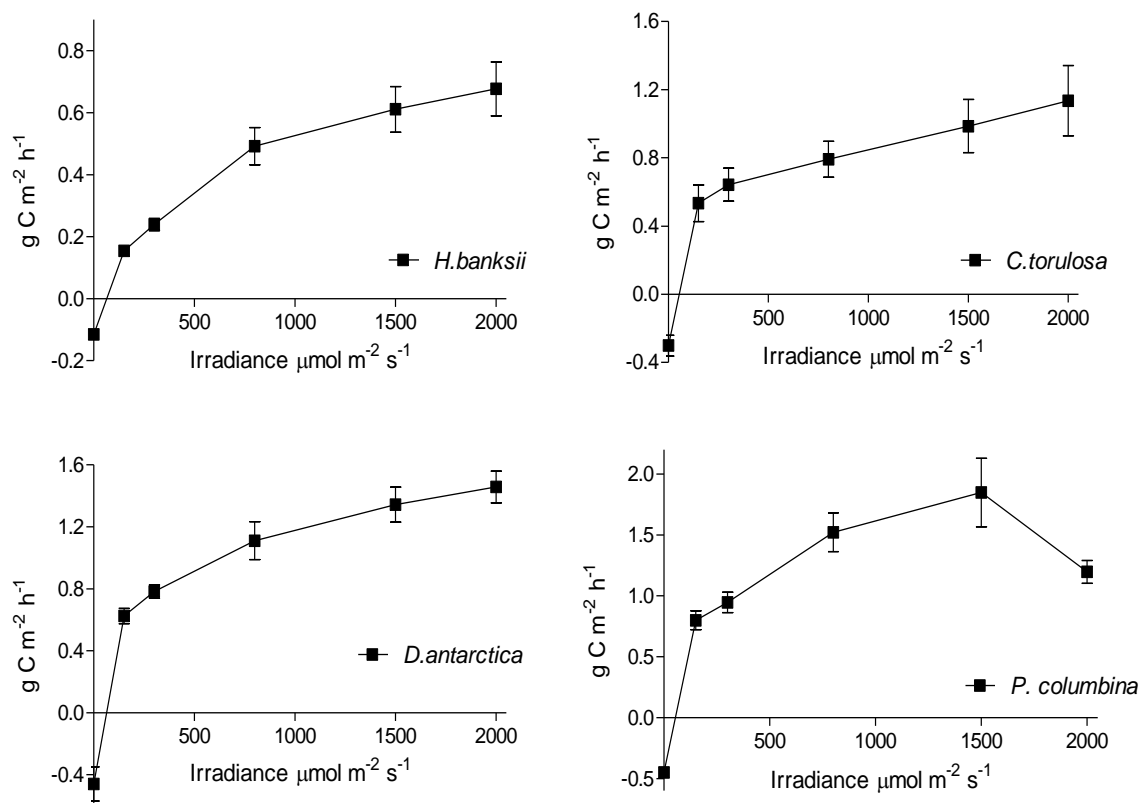 0.8
0.6
0.4
0.2
0.0
-0.2
g C m-2 h-1
500 1000 1500 2000
Irradiance μmol m-2 s-1
H.banksii
1.6
1.2
0.8
0.4
0.0
-0.4
g C m-2 h-1
500 1000 1500 2000
Irradiance μmol m-2 s-1
C.torulosa
1.6
1.2
0.8
0.4
0.0
-0.4
g C m-2 h-1
500 1000 1500 2000
Irradiance μmol m-2 s-1
D.antarctica
2.0
1.5
1.0
0.5
0.0
-0.5
g C m-2 h-1
500 1000 1500 2000
Irradiance μmol m-2 s-1
P. columbina